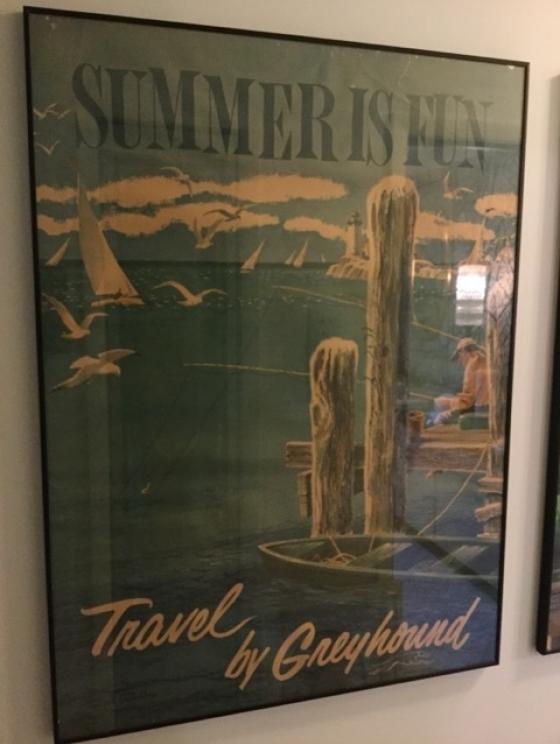 SUMMER IS FUN
Travel
by Greyhound